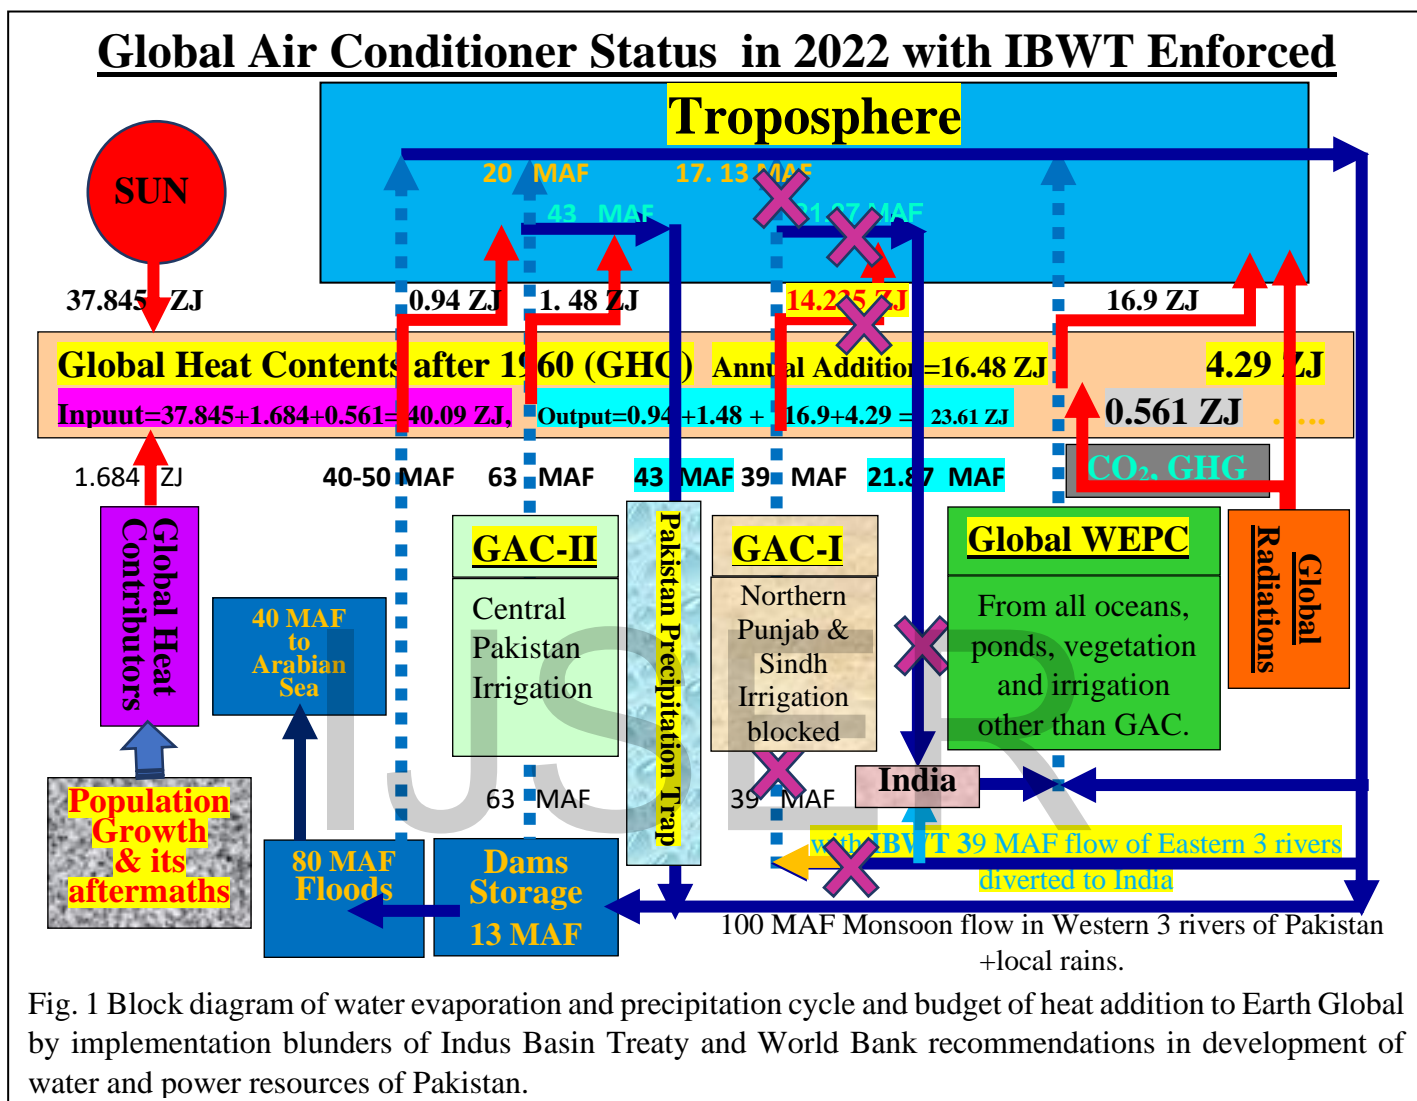 Global Air Conditioner Status in 2022 with IBWT Enforced
Troposphere
SUN
20 MAF
17. 13 MAF
43 MAF
21.87 MAF
37.845 ZJ
0.94 ZJ
1. 48 ZJ
14.235 ZJ
16.9 ZJ
Global Heat Contents after 1960 (GHC) Annual Addition=16.48 ZJ
4.29 ZJ
Inpuut=37.845+1.684+0.561= 40.09 ZJ, Output=0.94 +1.48 + 16.9+4.29 = 23.61 ZJ
0.561 ZJ ......
1.684 ZJ
40-50 MAF
63 MAF
43 MAF
39 MAF
21.87 MAF
CO2, GHG
Global Heat
Contributors
GAC-II
Central
Pakistan
Irrigation
Pakistan Precipitation Trap
GAC-I
Northern
Punjab &
Sindh
Irrigation
blocked
Global WEPC
From all oceans,
ponds, vegetation
and irrigation
other than GAC.
Global
Radiations
40 MAF
to
Arabian
Sea
India
63 MAF
39 MAF
Population
Growth
& its
aftermaths
80 MAF
Floods
Dams
Storage
13 MAF
with IBWT 39 MAF flow of Eastern 3 rivers
diverted to India
100 MAF Monsoon flow in Western 3 rivers of Pakistan
+local rains.
IJSER
Fig. 1 Block diagram of water evaporation and precipitation cycle and budget of heat addition to Earth Global
by implementation blunders of Indus Basin Treaty and World Bank recommendations in development of
water and power resources of Pakistan.